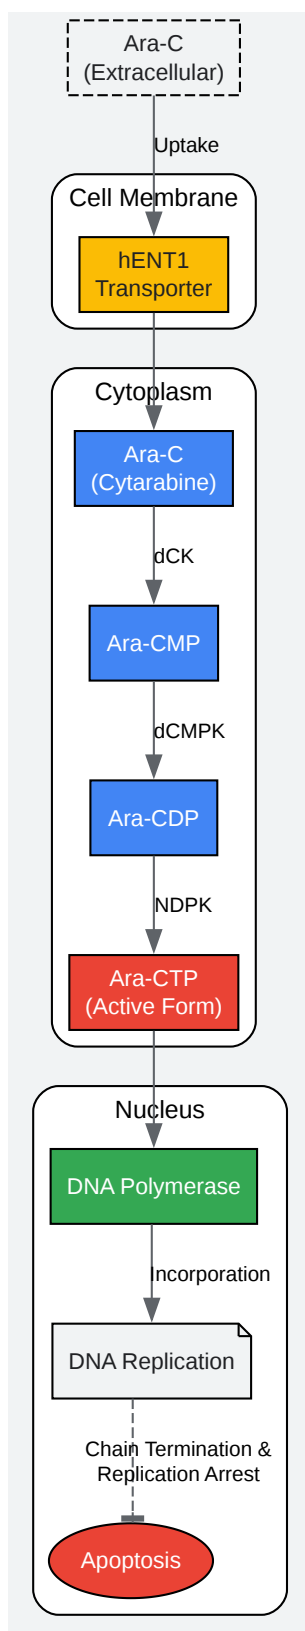 Ara-C
(Extracellular)
Uptake
Cell Membrane
hENT1
Transporter
Cytoplasm
Ara-C
(Cytarabine)
dCK
Ara-CMP
dCMPK
Ara-CDP
NDPK
Ara-CTP
(Active Form)
Nucleus
DNA Polymerase
Incorporation
DNA Replication
Chain Termination &
Replication Arrest
Apoptosis